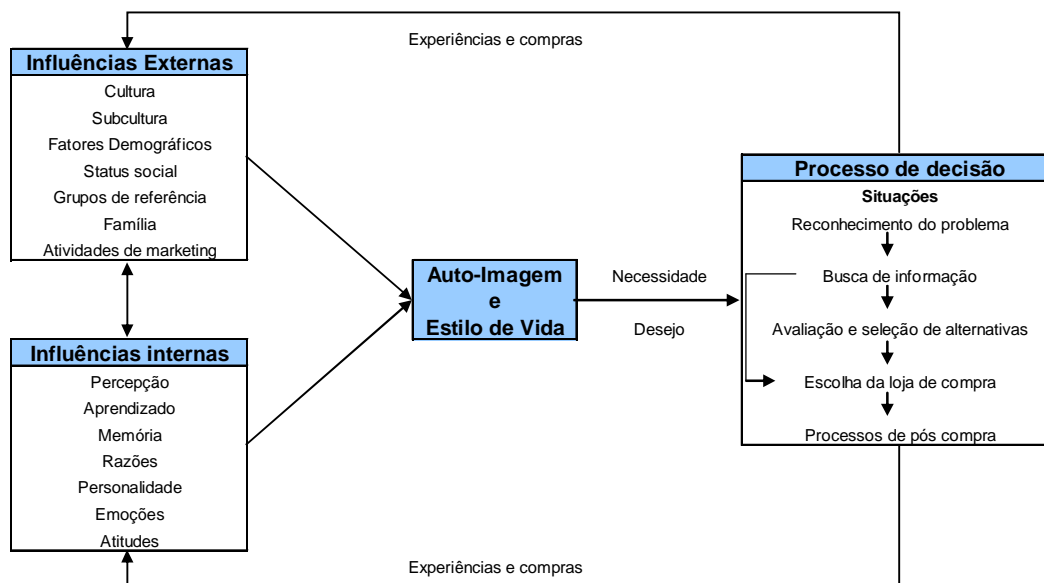 Experiências e compras
Influências Externas
Cultura
Subcultura
Fatores Demográficos
Status social
Grupos de referência
Família
Atividades de marketing
Influências internas
Percepção
Aprendizado
Memória
Razões
Personalidade
Emoções
Atitudes
Auto-Imagem
e
Estilo de Vida
Necessidade
Desejo
Processo de decisão
Situações
Reconhecimento do problema
Busca de informação
Avaliação e seleção de alternativas
Escolha da loja de compra
Processos de pós compra
Experiências e compras